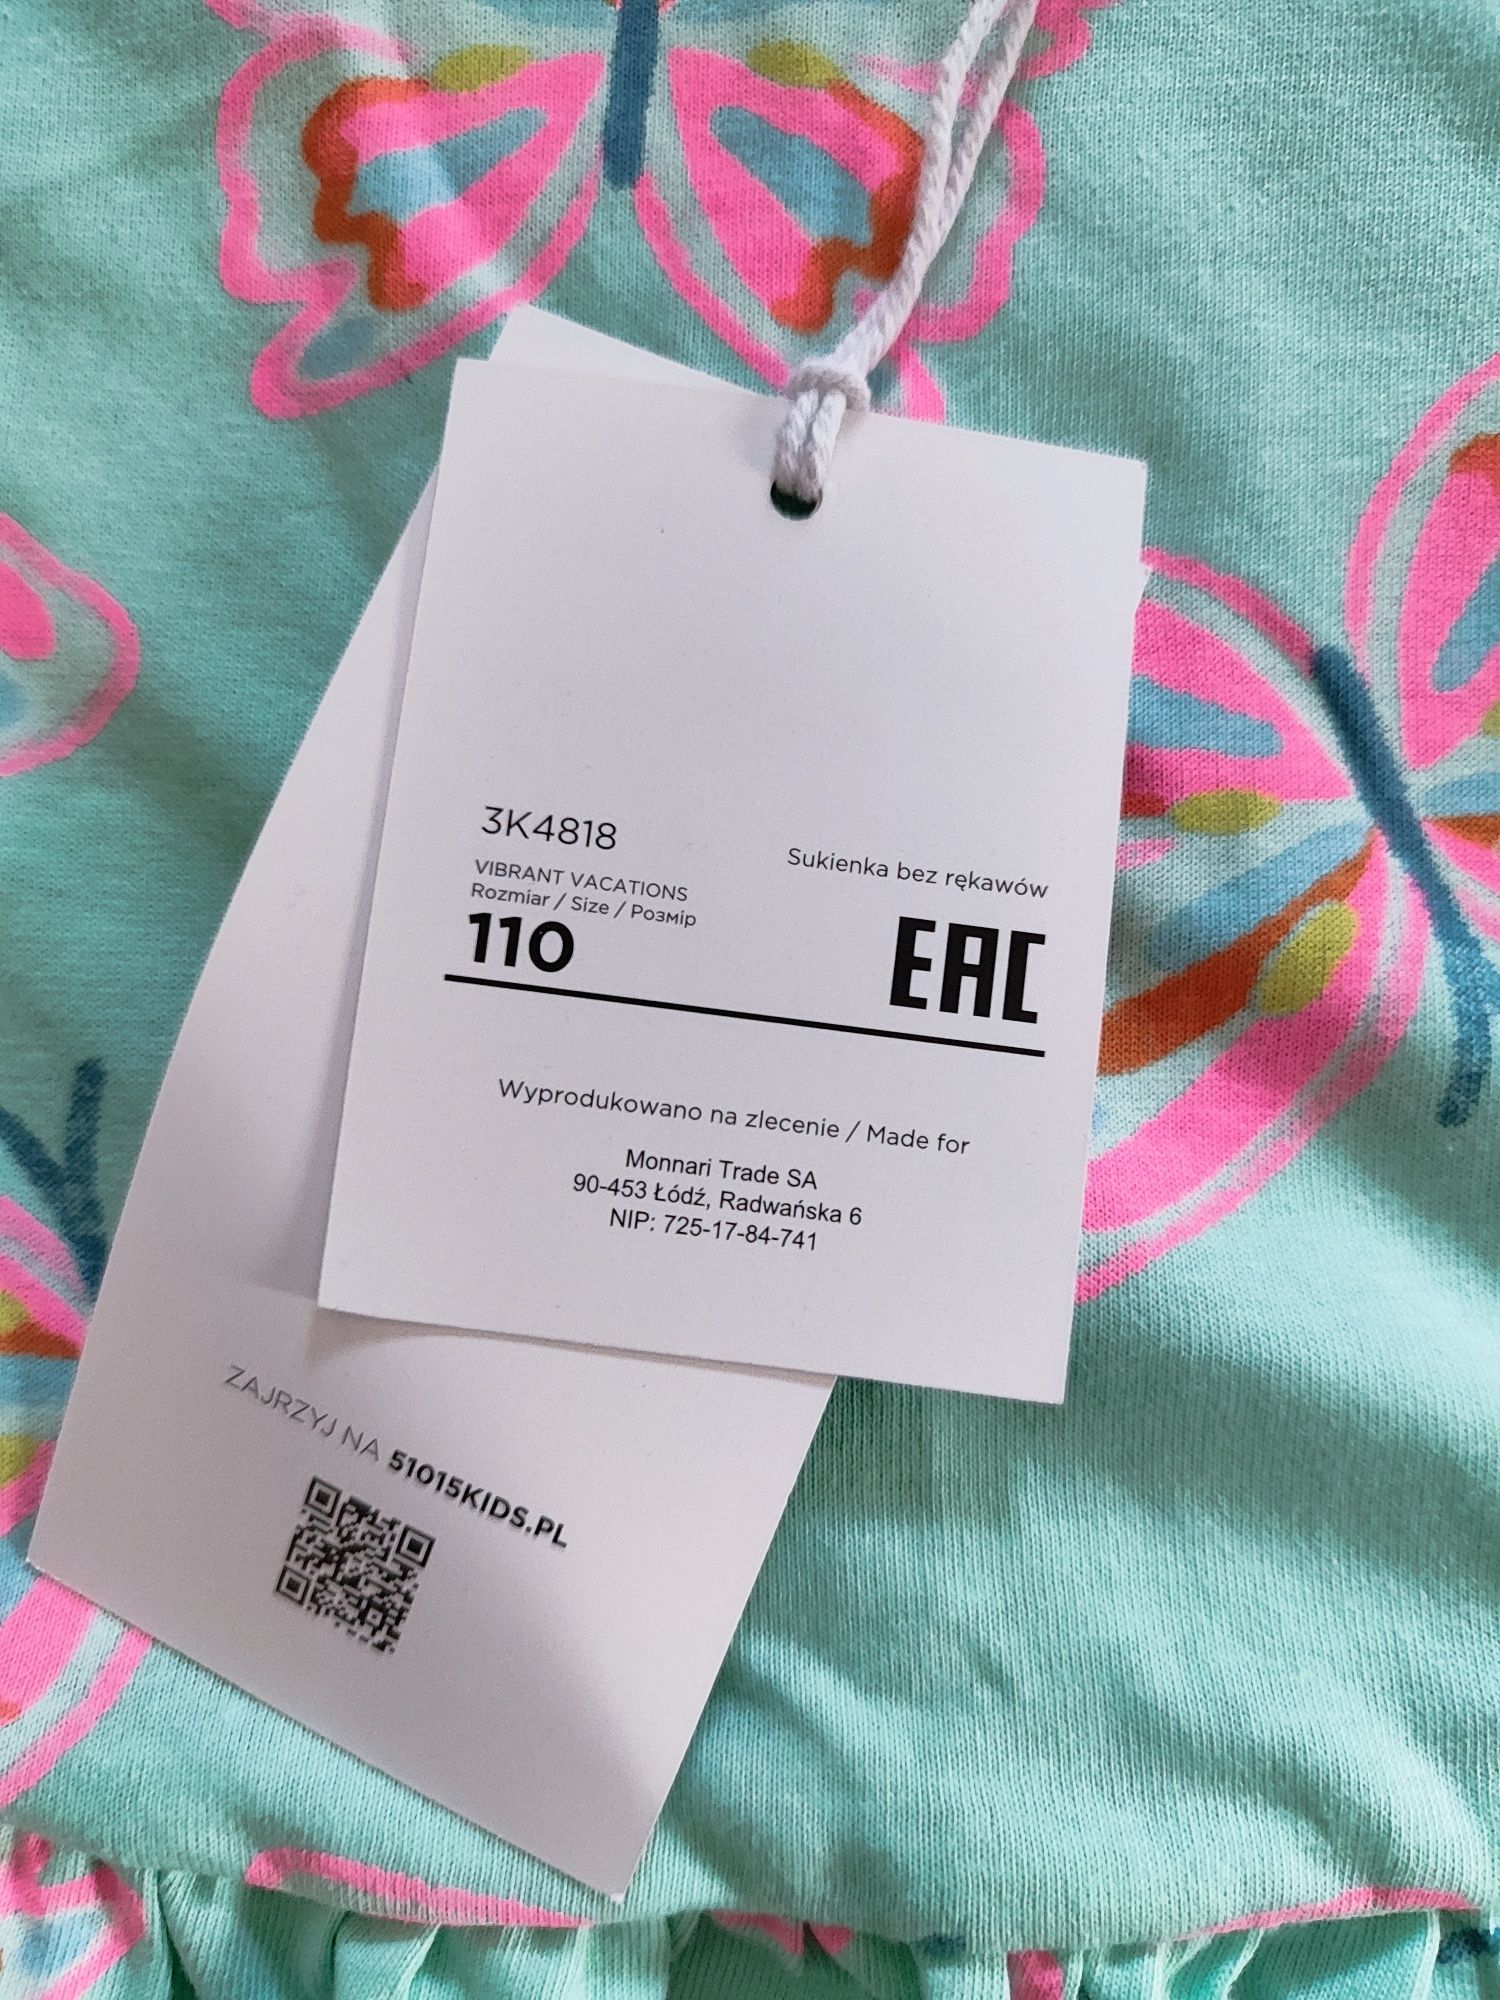 3K4818
VIBRANT VACATIONS
Rozmiar / Size / Розмір
110
Sukienka bez rękawów
EAC
Wyprodukowano na zlecenie / Made for
Monnari Trade SA
90-453 Łódź, Radwańska 6
NIP: 725-17-84-741
ZAJRZYJ NA 51015KIDS.PL